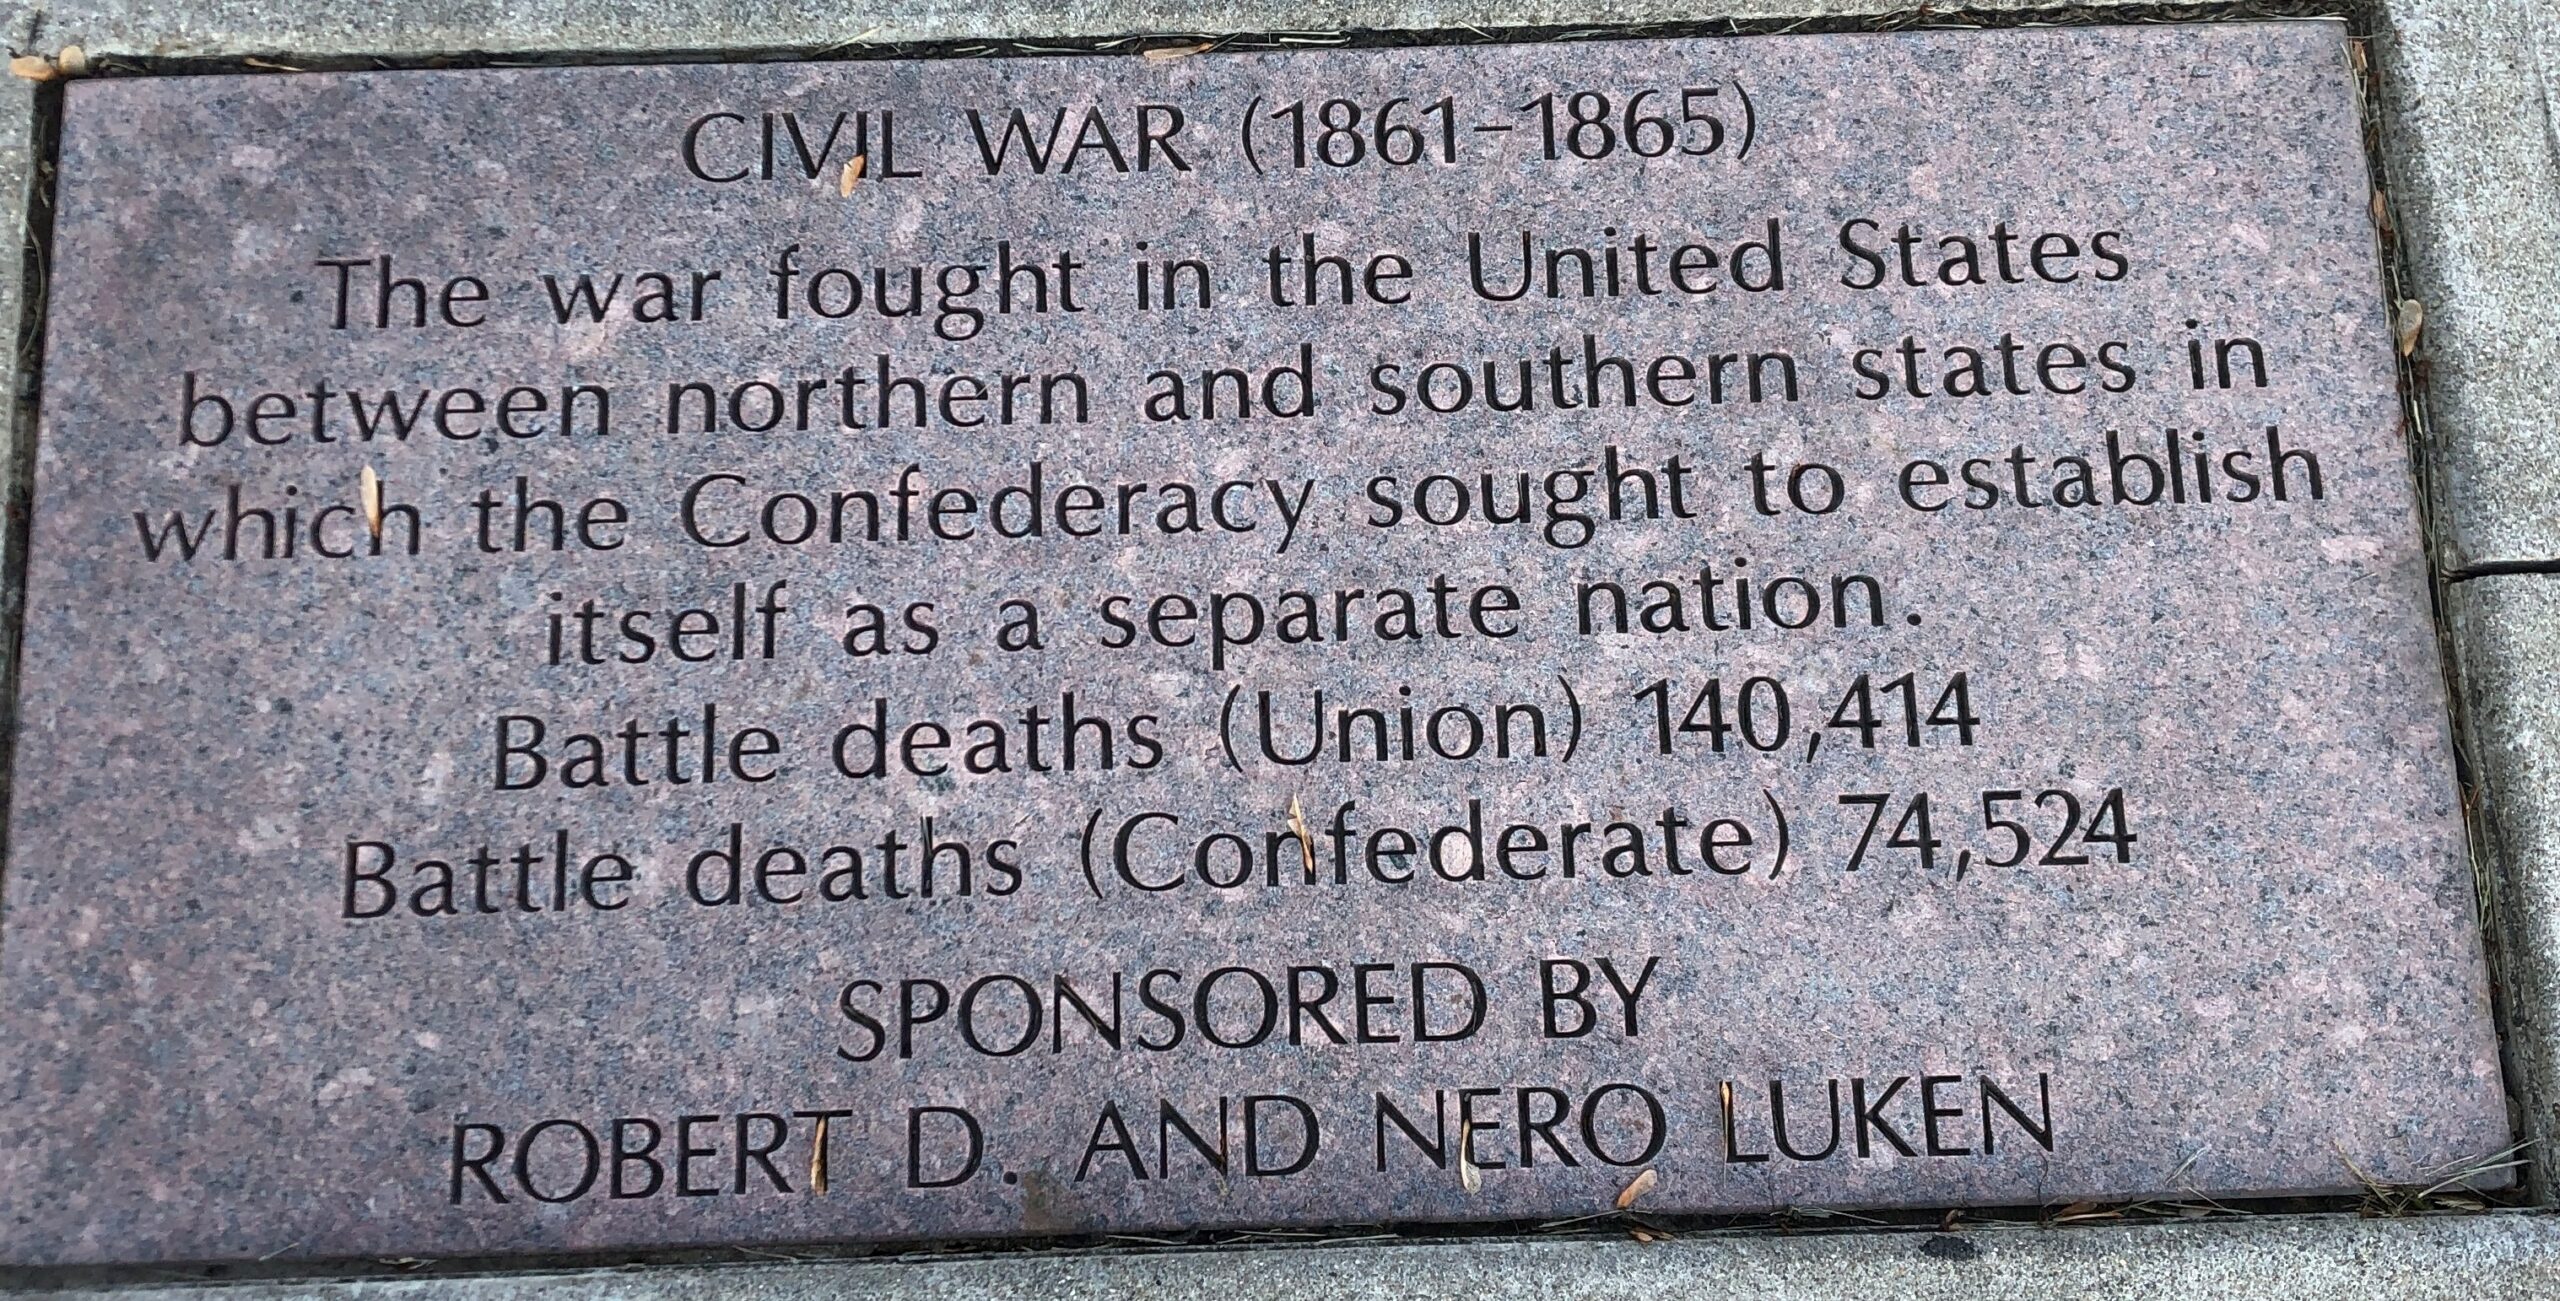 CIVIL WAR (1861-1865)
The war fought in the United States
between northern and southern states in
which the Confederacy sought to establish
itself as a separate nation.
Battle deaths (Union) 140,414
Battle deaths (Confederate) 74,524
SPONSORED BY
ROBERT D. AND NERO LUKEN